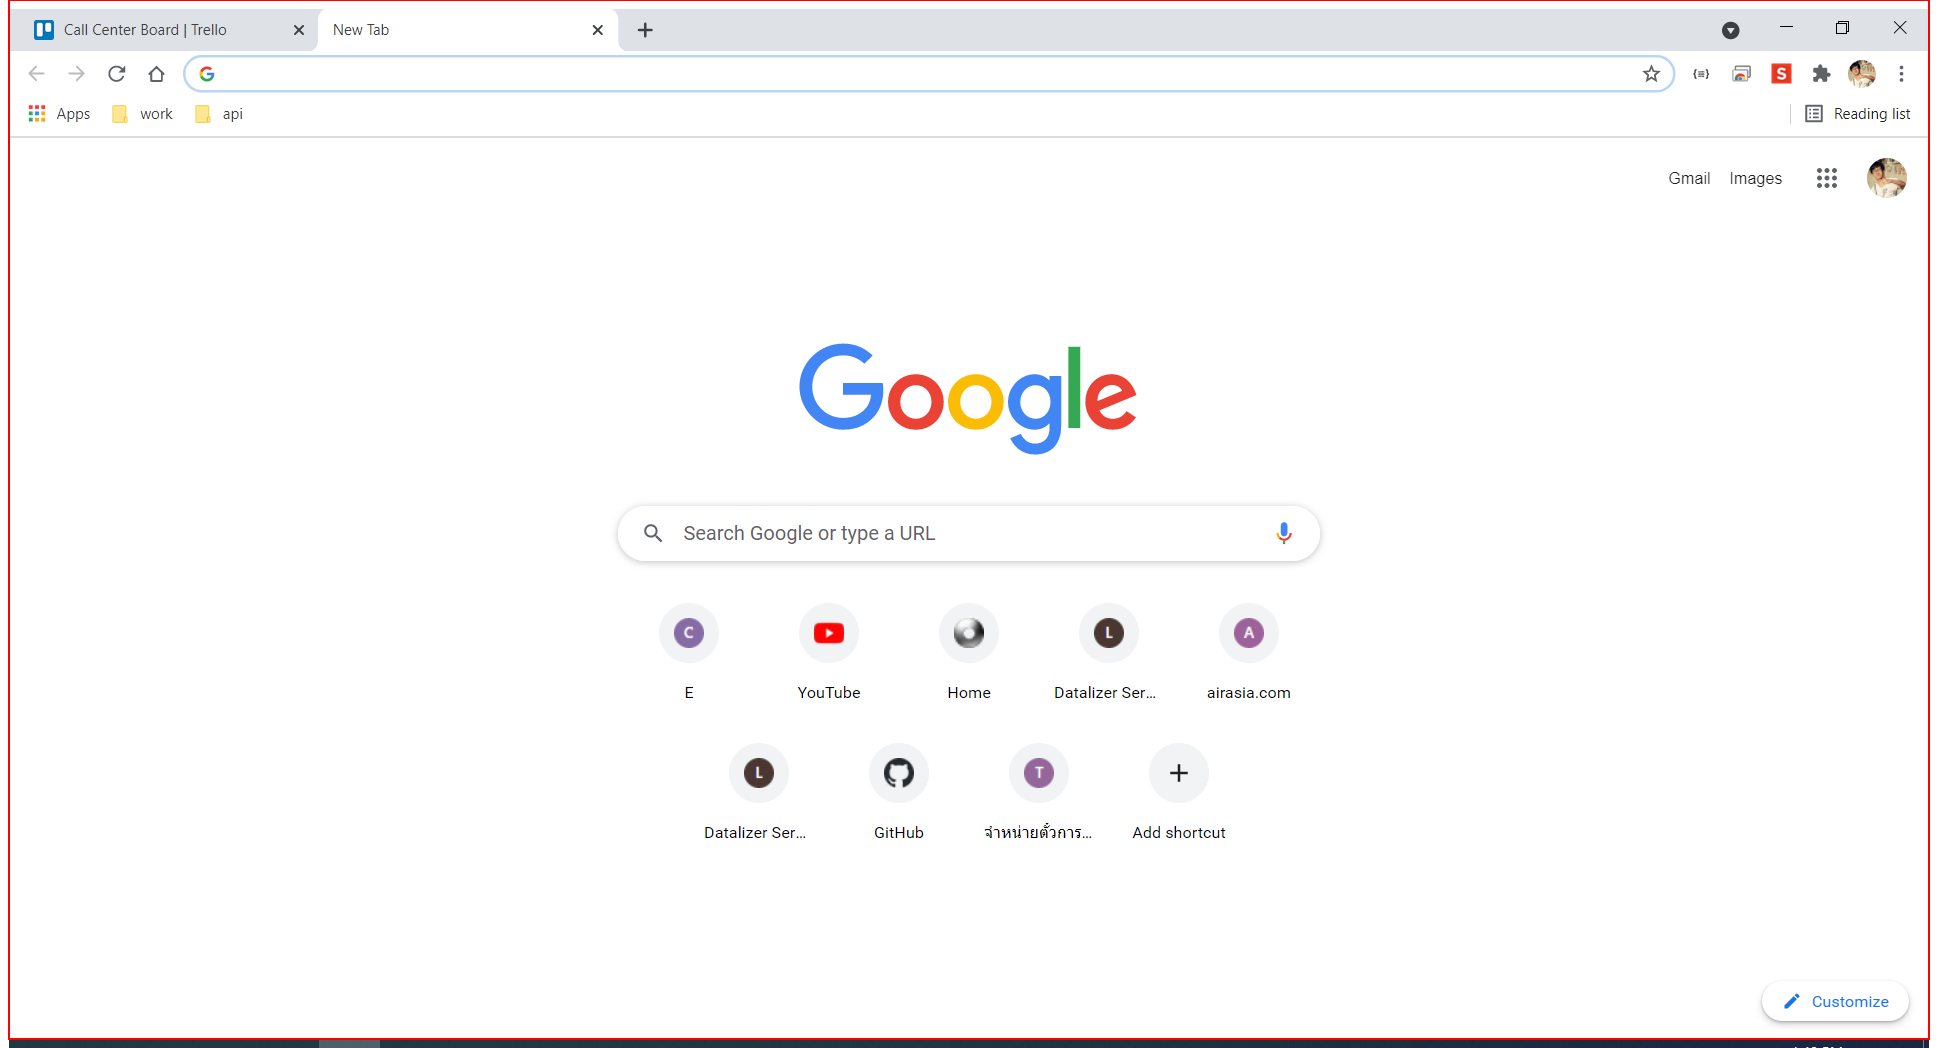 Call Center Board | Trello
New Tab
Apps
work
api
Reading list
Gmail
Images
Google
Search Google or type a URL
C
L
A
E
YouTube
Home
Datalizer Ser...
airasia.com
L
T
Datalizer Ser...
GitHub
จำหน่ายตั๋วการ...
Add shortcut
Customize